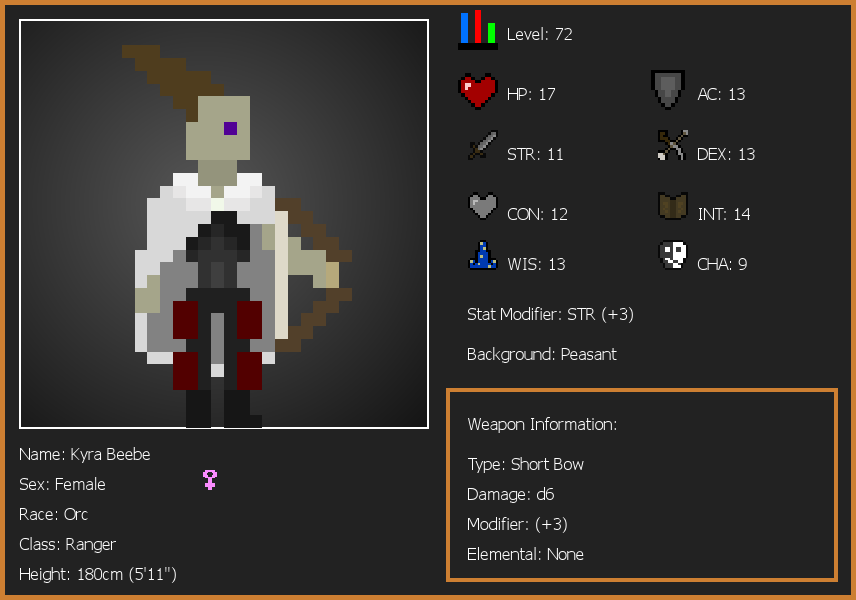 Level: 72
HP: 17
AC: 13
STR: 11
DEX: 13
CON: 12
INT: 14
WIS: 13
CHA: 9
Stat Modifier: STR (+3)
Background: Peasant
Weapon Information:
Type: Short Bow
Damage: d6
Modifier: (+3)
Elemental: None
Name: Kyra Beebe
Sex: Female
Race: Orc
Class: Ranger
Height: 180cm (5'11")